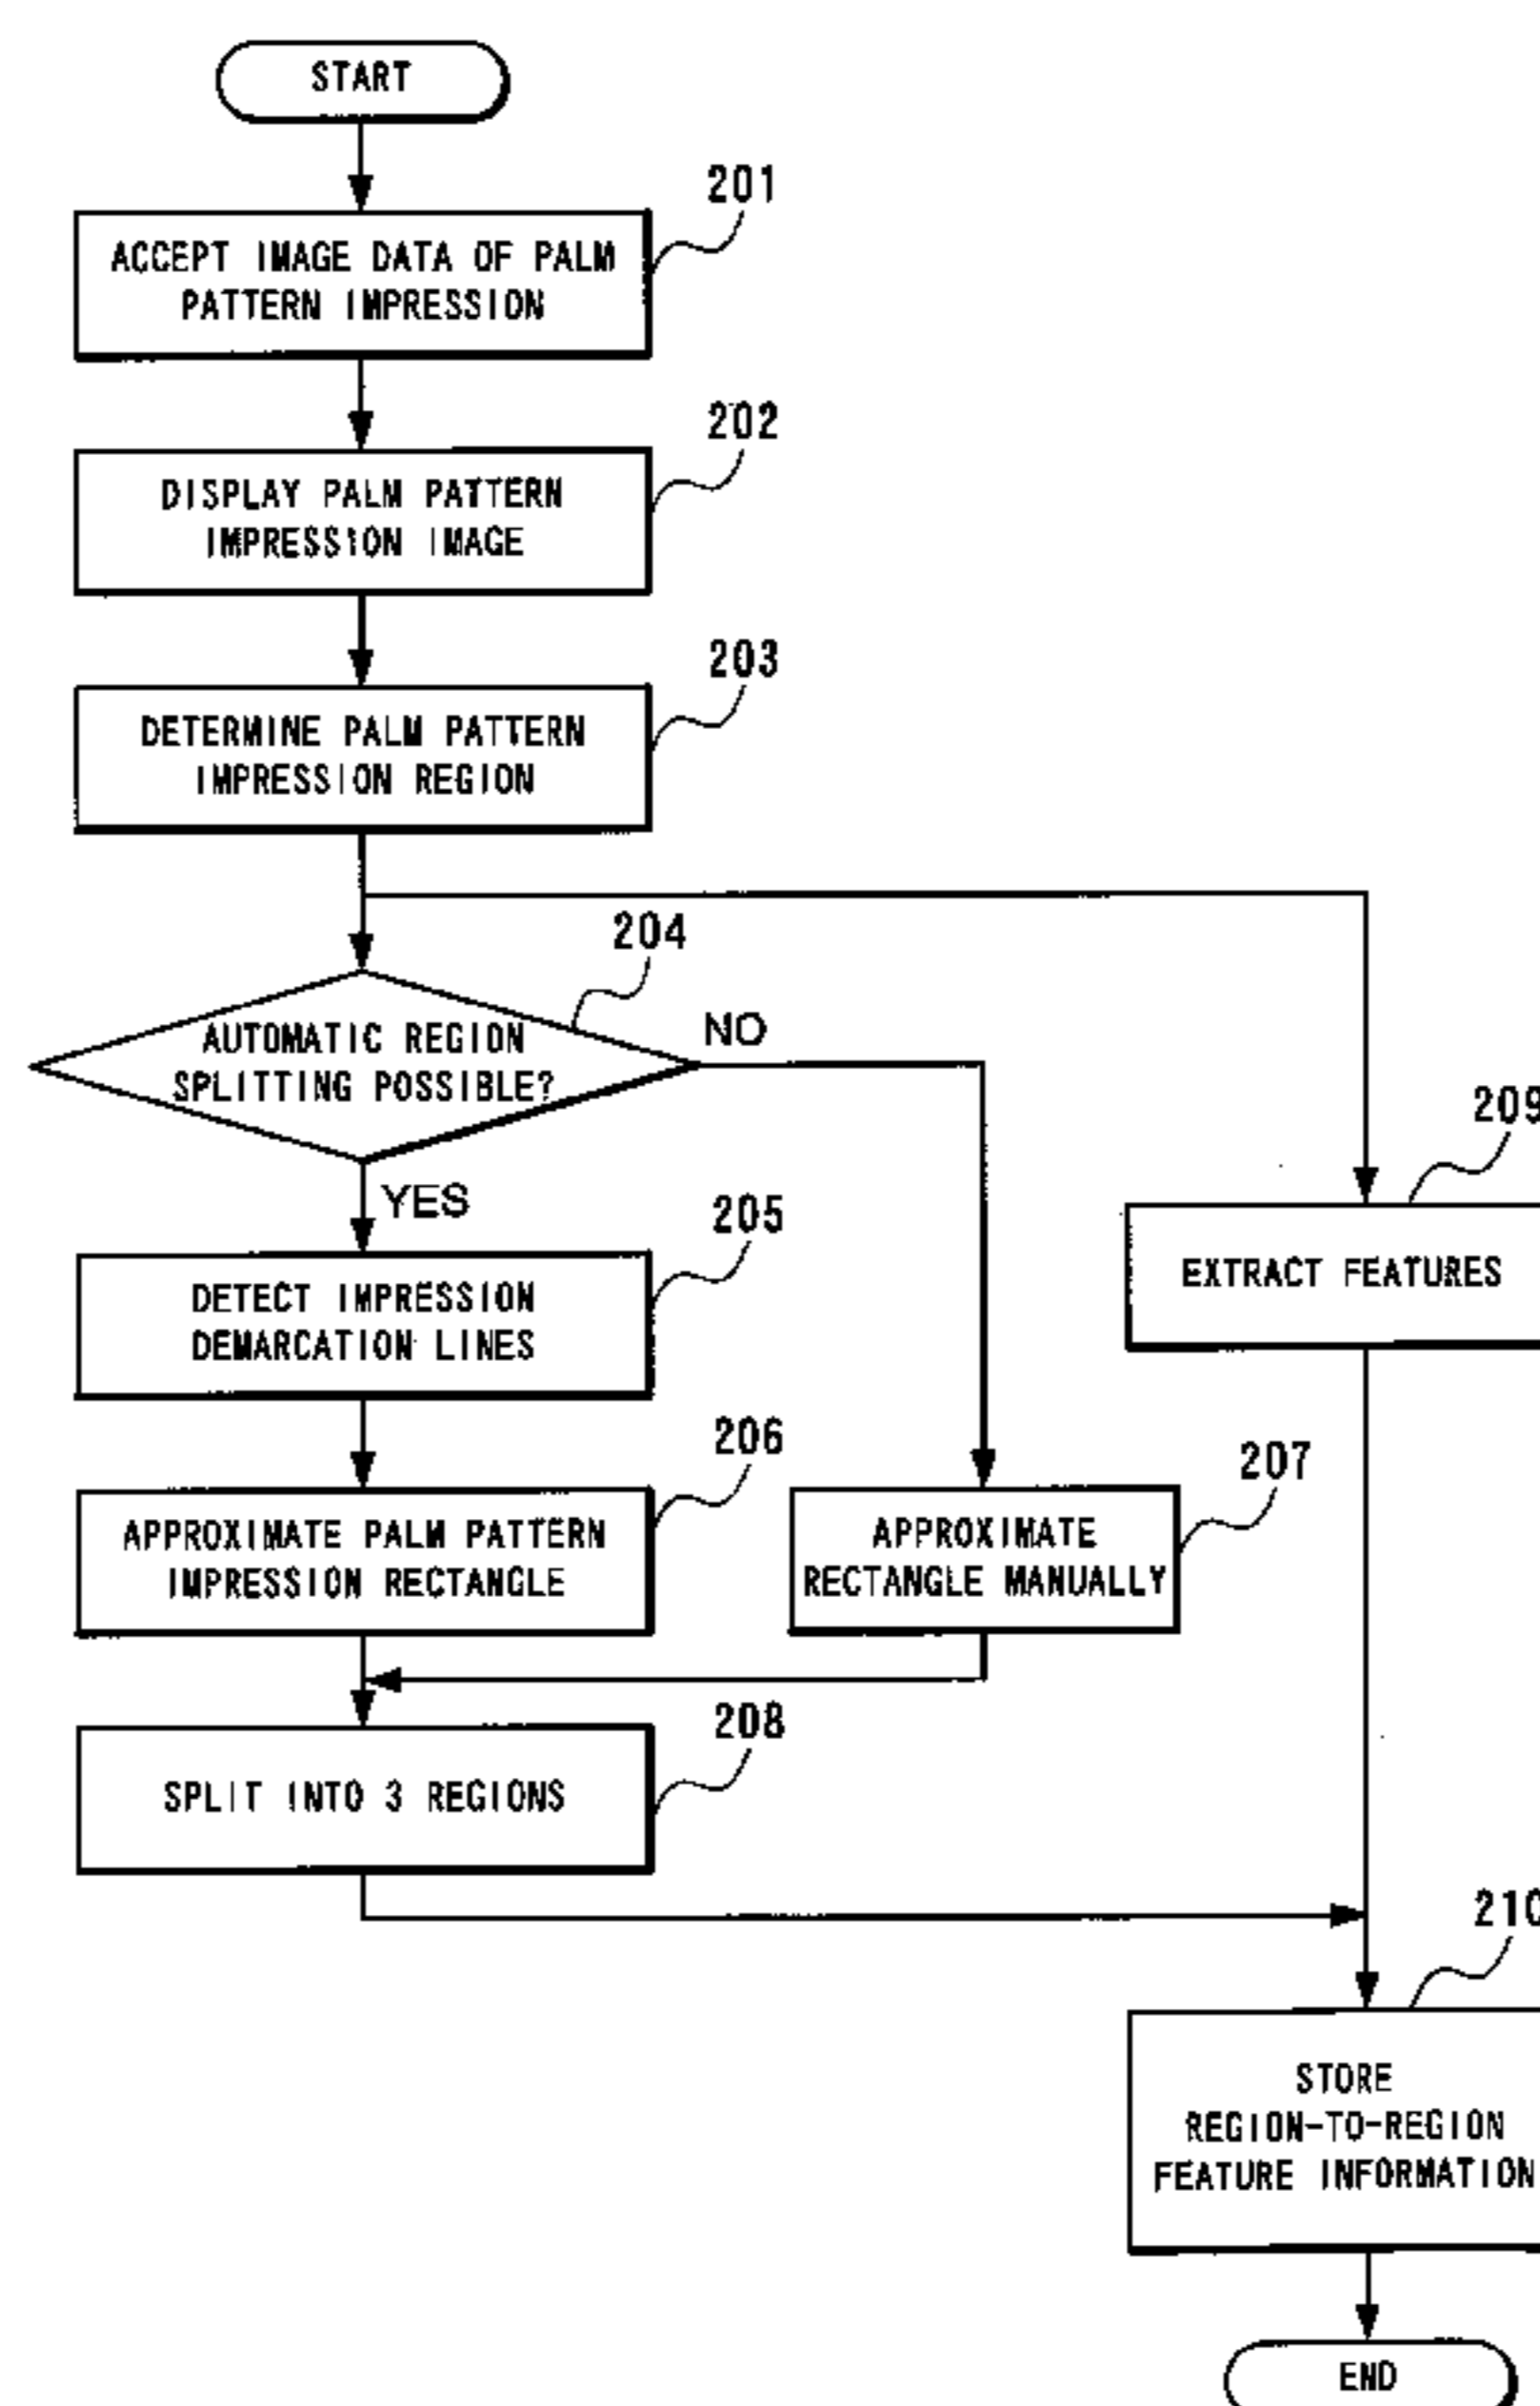 START
201
ACCEPT IMAGE DATA OF PALM
PATTERN IMPRESSION
202
DISPLAY PALM PATTERN
IMPRESSION IMAGE
203
DETERMINE PALM PATTERN
IMPRESSION REGION
204
AUTOMATIC REGION
SPLITTING POSSIBLE?
NO
YES
205
DETECT IMPRESSION
DEMARCATION LINES
206
APPROXIMATE PALM PATTERN
IMPRESSION RECTANGLE
207
APPROXIMATE
RECTANGLE MANUALLY
208
SPLIT INTO 3 REGIONS
209
EXTRACT FEATURES
210
STORE
REGION-TO-REGION
FEATURE INFORMATION
END